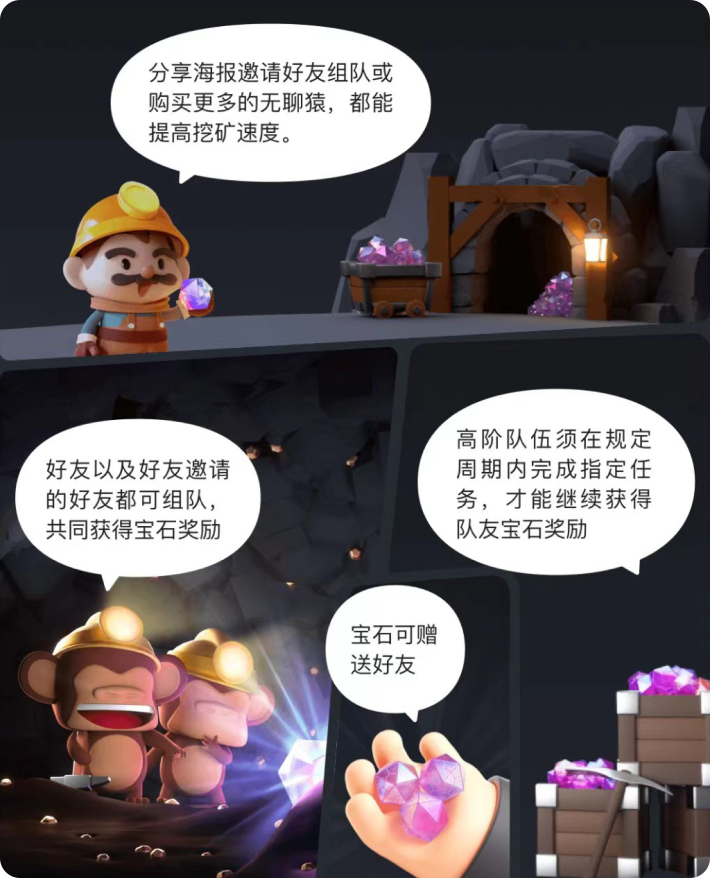 分享海报邀请好友组队或
购买更多的无聊猿，都能
提高挖矿速度。
好友以及好友邀请
的好友都可组队，
共同获得宝石奖励
高阶队伍须在规定
周期内完成指定任
务，才能继续获得
队友宝石奖励
宝石可赠
送好友